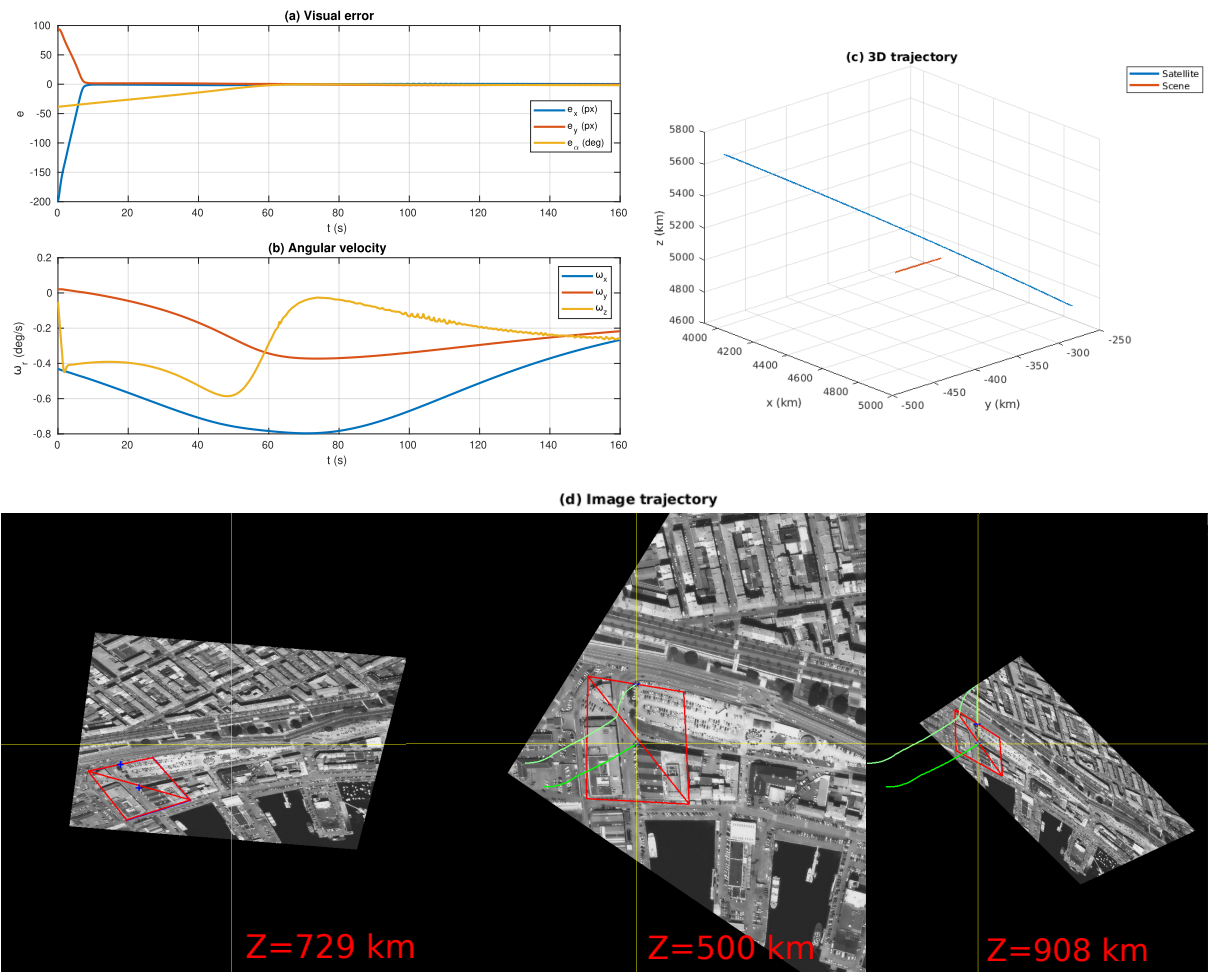 (a) Visual error
100
50
0
-50
-100
-150
-200
e
0 20 40 60 80 100 120 140 160
t (s)
e_x (px)
e_y (px)
e_α (deg)
(b) Angular velocity
0.2
0
-0.2
-0.4
-0.6
-0.8
ω_r (deg/s)
0 20 40 60 80 100 120 140 160
t (s)
ω_x
ω_y
ω_z
(c) 3D trajectory
Satellite
Scene
5800
5600
5400
5200
5000
4800
4600
z (km)
4000
4200
4400
4600
4800
5000
x (km)
-500
-450
-400
-350
-300
-250
y (km)
(d) Image trajectory
Z=729 km
Z=500 km
Z=908 km